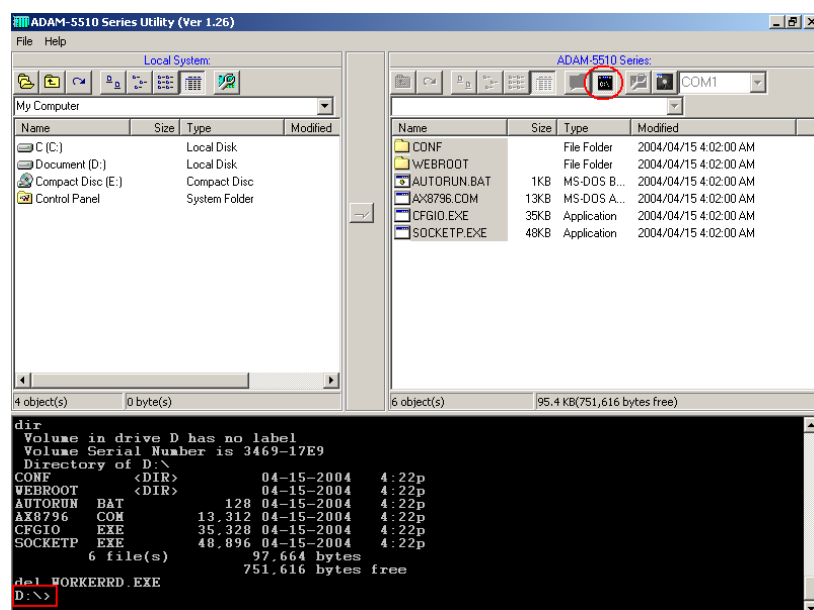 ADAM-5510 Series Utility (Ver 1.26)
File Help
Local System:
My Computer
Name Size Type Modified
C (C:) Local Disk
Document (D:) Local Disk
Compact Disc (E:) Compact Disc
Control Panel System Folder
4 object(s) 0 byte(s)
ADAM-5510 Series:
COM1
Name Size Type Modified
CONF File Folder 2004/04/15 4:02:00 AM
WEBROOT File Folder 2004/04/15 4:02:00 AM
AUTORUN.BAT 1KB MS-DOS B... 2004/04/15 4:02:00 AM
AX8796.COM 13KB MS-DOS A... 2004/04/15 4:02:00 AM
CFGIO.EXE 35KB Application 2004/04/15 4:02:00 AM
SOCKETP.EXE 48KB Application 2004/04/15 4:02:00 AM
6 object(s) 95.4 KB(751,616 bytes free)
dir
Volume in drive D has no label
Volume Serial Number is 3469-17E9
Directory of D:\
CONF <DIR> 04-15-2004 4:22p
WEBROOT <DIR> 04-15-2004 4:22p
AUTORUN BAT 128 04-15-2004 4:22p
AX8796 COM 13,312 04-15-2004 4:22p
CFGIO EXE 35,328 04-15-2004 4:22p
SOCKETP EXE 48,896 04-15-2004 4:22p
6 file(s) 97,664 bytes
751,616 bytes free
del WORKERRD.EXE
D:\>